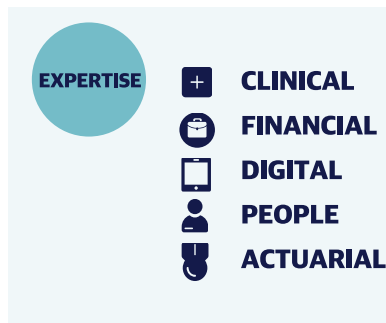 EXPERTISE
CLINICAL
FINANCIAL
DIGITAL
PEOPLE
ACTUARIAL